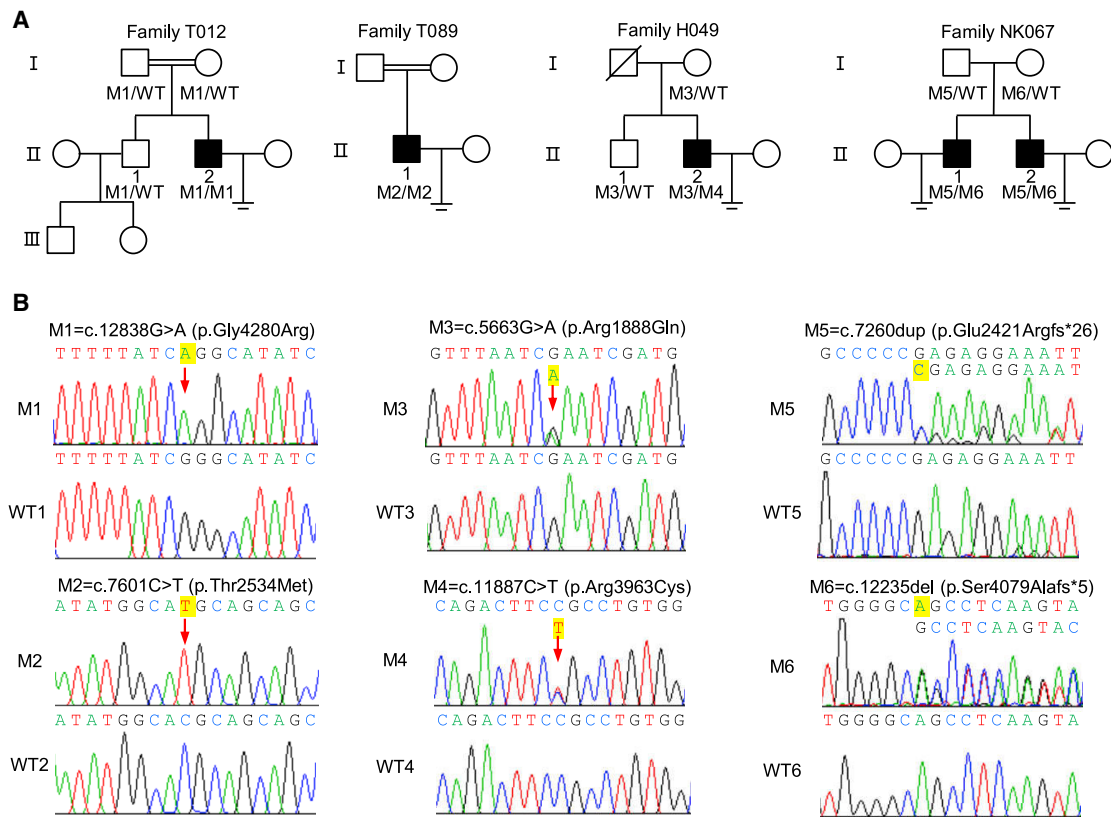 A
Family T012
Family T089
Family H049
Family NK067
I
I
I
I
M1/WT
M1/WT
M3/WT
M5/WT
M6/WT
II
II
II
II
1
2
1
1
2
1
2
M1/WT
M1/M1
M2/M2
M3/WT
M3/M4
M5/M6
M5/M6
III
B
M1=c.12838G>A (p.Gly4280Arg)
TTTTTATCAGGCATATC
M1
TTTTTATCGGGCATATC
WT1
M3=c.5663G>A (p.Arg1888Gln)
GTTTAATCGAATCGATG
A
M3
GTTTAATCGAATCGATG
WT3
M5=c.7260dup (p.Glu2421Argfs*26)
GCCCCCGAGAGGAAATT
CGAGAGGAAAT
M5
GCCCCCGAGAGGAAATT
WT5
M2=c.7601C>T (p.Thr2534Met)
ATATGGCATGCAGCAGC
M2
ATATGGCACGCAGCAGC
WT2
M4=c.11887C>T (p.Arg3963Cys)
CAGACTTCCGCCTGTGG
T
M4
CAGACTTCCGCCTGTGG
WT4
M6=c.12235del (p.Ser4079Alafs*5)
TGGGGCAGCCTCAAGTA
GCCTCAAGTAC
M6
TGGGGCAGCCTCAAGTA
WT6